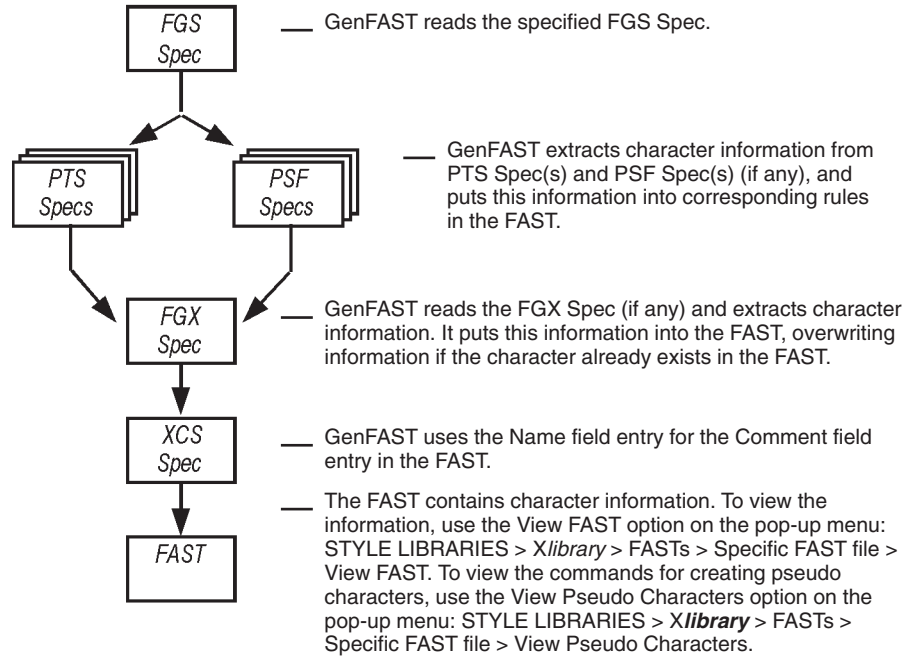 FGS
Spec
— GenFAST reads the specified FGS Spec.
PTS
Specs
PSF
Specs
— GenFAST extracts character information from
PTS Spec(s) and PSF Spec(s) (if any), and
puts this information into corresponding rules
in the FAST.
FGX
Spec
— GenFAST reads the FGX Spec (if any) and extracts character
information. It puts this information into the FAST, overwriting
information if the character already exists in the FAST.
XCS
Spec
— GenFAST uses the Name field entry for the Comment field
entry in the FAST.
FAST
— The FAST contains character information. To view the
information, use the View FAST option on the pop-up menu:
STYLE LIBRARIES > Xlibrary > FASTs > Specific FAST file >
View FAST. To view the commands for creating pseudo
characters, use the View Pseudo Characters option on the
pop-up menu: STYLE LIBRARIES > Xlibrary > FASTs >
Specific FAST file > View Pseudo Characters.